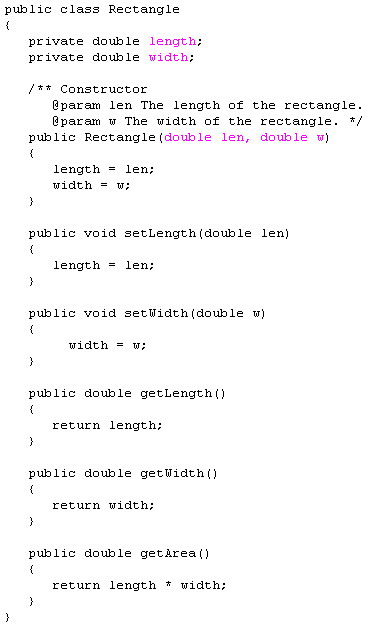 public class Rectangle
{
   private double length;
   private double width;

   /** Constructor
      @param len The length of the rectangle.
      @param w The width of the rectangle. */
   public Rectangle(double len, double w)
   {
      length = len;
      width = w;
   }

   public void setLength(double len)
   {
      length = len;
   }

   public void setWidth(double w)
   {
        width = w;
   }

   public double getLength()
   {
      return length;
   }

   public double getWidth()
   {
      return width;
   }

   public double getArea()
   {
      return length * width;
   }
}